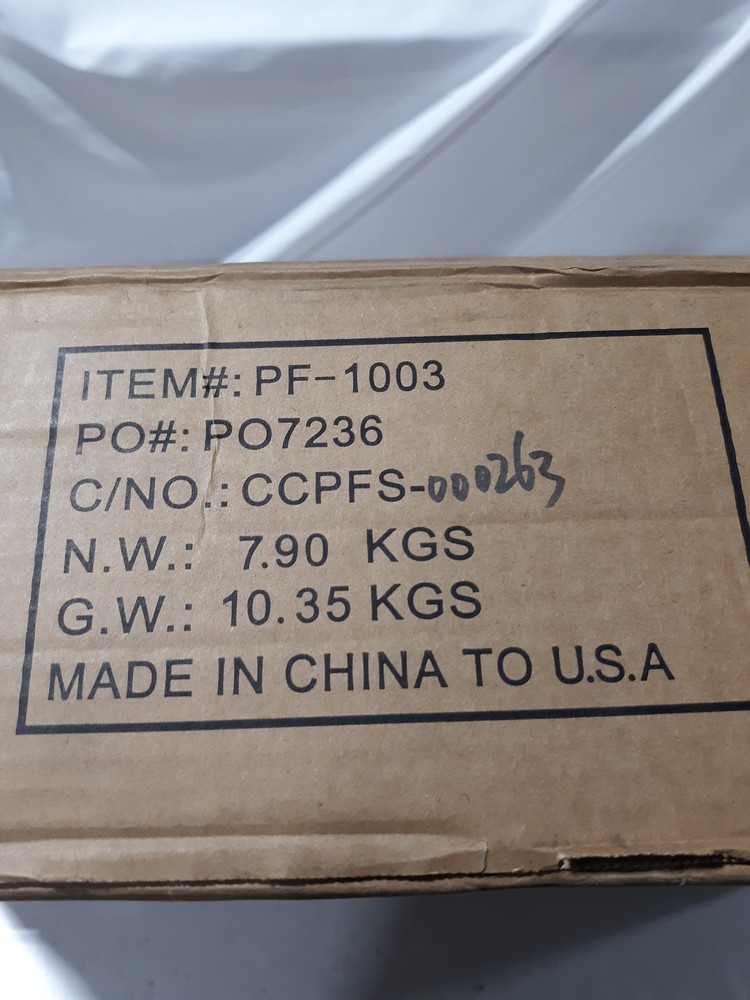 ITEM#: PF-1003
PO#: PO7236
C/NO.: CCPFS-000263
N.W.: 7.90 KGS
G.W.: 10.35 KGS
MADE IN CHINA TO U.S.A